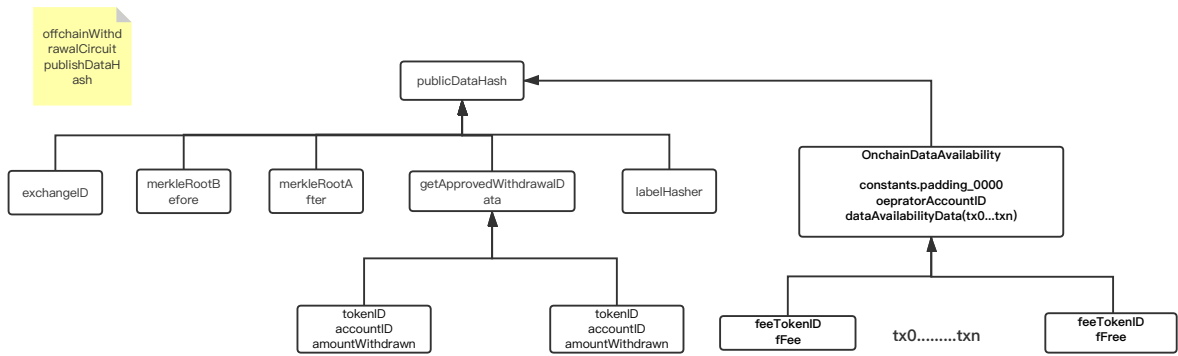 offchainWithd
rawalCircuit
publishDataH
ash
publicDataHash
OnchainDataAvailability
constants.padding_0000
oepratorAccountID
dataAvailabilityData(tx0...txn)
exchangeID
merkleRootB
efore
merkleRootA
fter
getApprovedWithdrawalD
ata
labelHasher
tokenID
accountID
amountWithdrawn
tokenID
accountID
amountWithdrawn
feeTokenID
fFee
tx0.........txn
feeTokenID
fFree